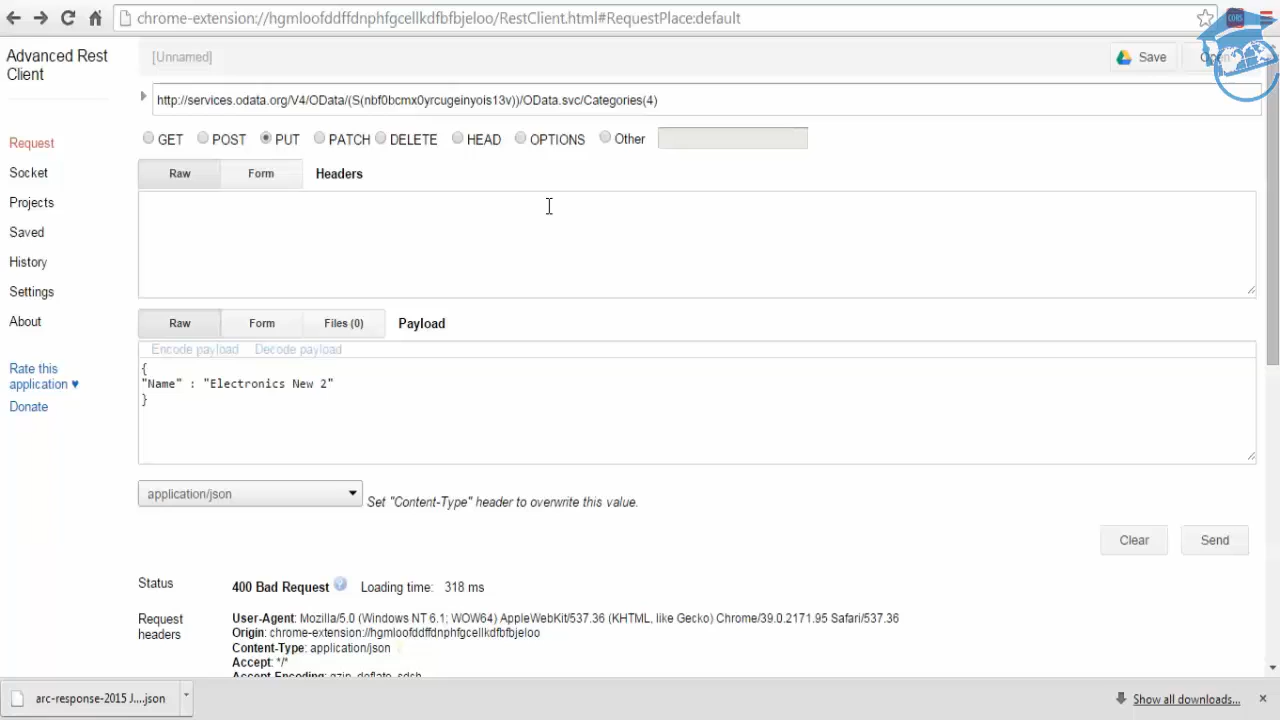 chrome-extension://hgmloofddffdnphfgcellkdfbfbjeloo/RestClient.html#RequestPlace:default
CORS
Advanced Rest
Client
[Unnamed]
Save
http://services.odata.org/V4/OData/(S(nbf0bcmx0yrcugeinyois13v))/OData.svc/Categories(4)
GET POST PUT PATCH DELETE HEAD OPTIONS Other
Request
Socket
Projects
Saved
History
Settings
About
Rate this
application ♥
Donate
Raw Form Headers
Raw Form Files (0) Payload
Encode payload Decode payload
{
"Name" : "Electronics New 2"
}
application/json Set "Content-Type" header to overwrite this value.
Clear Send
Status 400 Bad Request Loading time: 318 ms
Request
headers
User-Agent: Mozilla/5.0 (Windows NT 6.1; WOW64) AppleWebKit/537.36 (KHTML, like Gecko) Chrome/39.0.2171.95 Safari/537.36
Origin: chrome-extension://hgmloofddffdnphfgcellkdfbfbjeloo
Content-Type: application/json
Accept: */*
Accept-Encoding: gzip, deflate, sdch
arc-response-2015 J....json
Show all downloads...